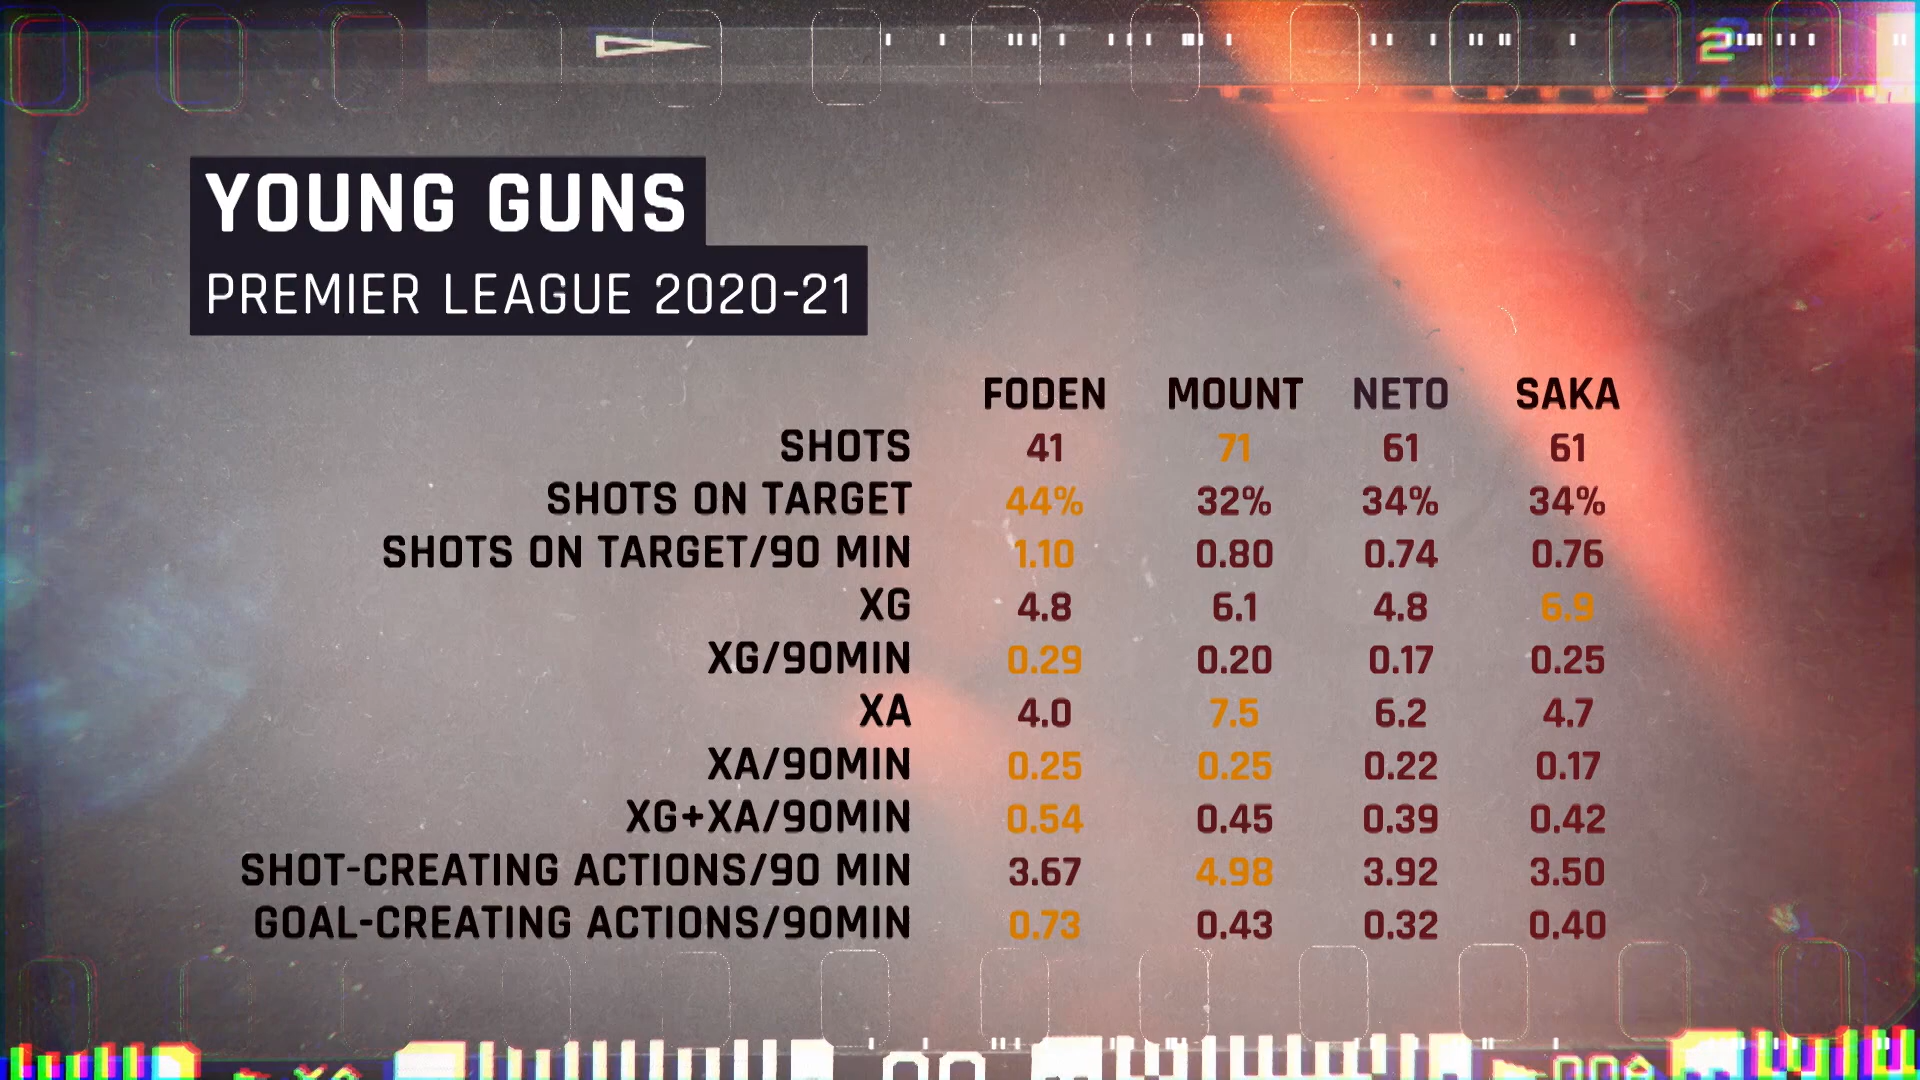 YOUNG GUNS
PREMIER LEAGUE 2020-21
FODEN MOUNT NETO SAKA
SHOTS 41 71 61 61
SHOTS ON TARGET 44% 32% 34% 34%
SHOTS ON TARGET/90 MIN 1.10 0.80 0.74 0.76
XG 4.8 6.1 4.8 6.9
XG/90MIN 0.29 0.20 0.17 0.25
XA 4.0 7.5 6.2 4.7
XA/90MIN 0.25 0.25 0.22 0.17
XG+XA/90MIN 0.54 0.45 0.39 0.42
SHOT-CREATING ACTIONS/90 MIN 3.67 4.98 3.92 3.50
GOAL-CREATING ACTIONS/90MIN 0.73 0.43 0.32 0.40